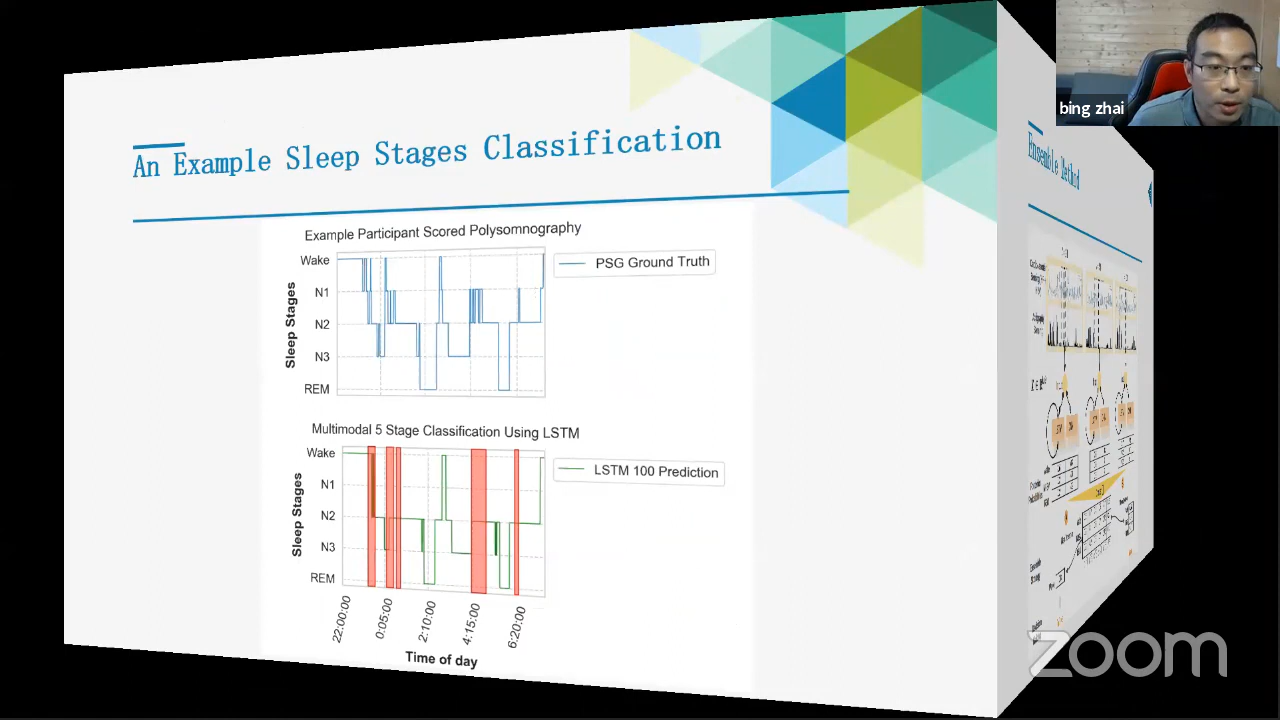 An Example Sleep Stages Classification
Example Participant Scored Polysomnography
PSG Ground Truth
Sleep Stages
Wake
N1
N2
N3
REM
Multimodal 5 Stage Classification Using LSTM
LSTM 100 Prediction
Sleep Stages
Wake
N1
N2
N3
REM
22:00:00
0:05:00
2:10:00
4:15:00
6:20:00
Time of day
bing zhai
Ensemble Method
zoom